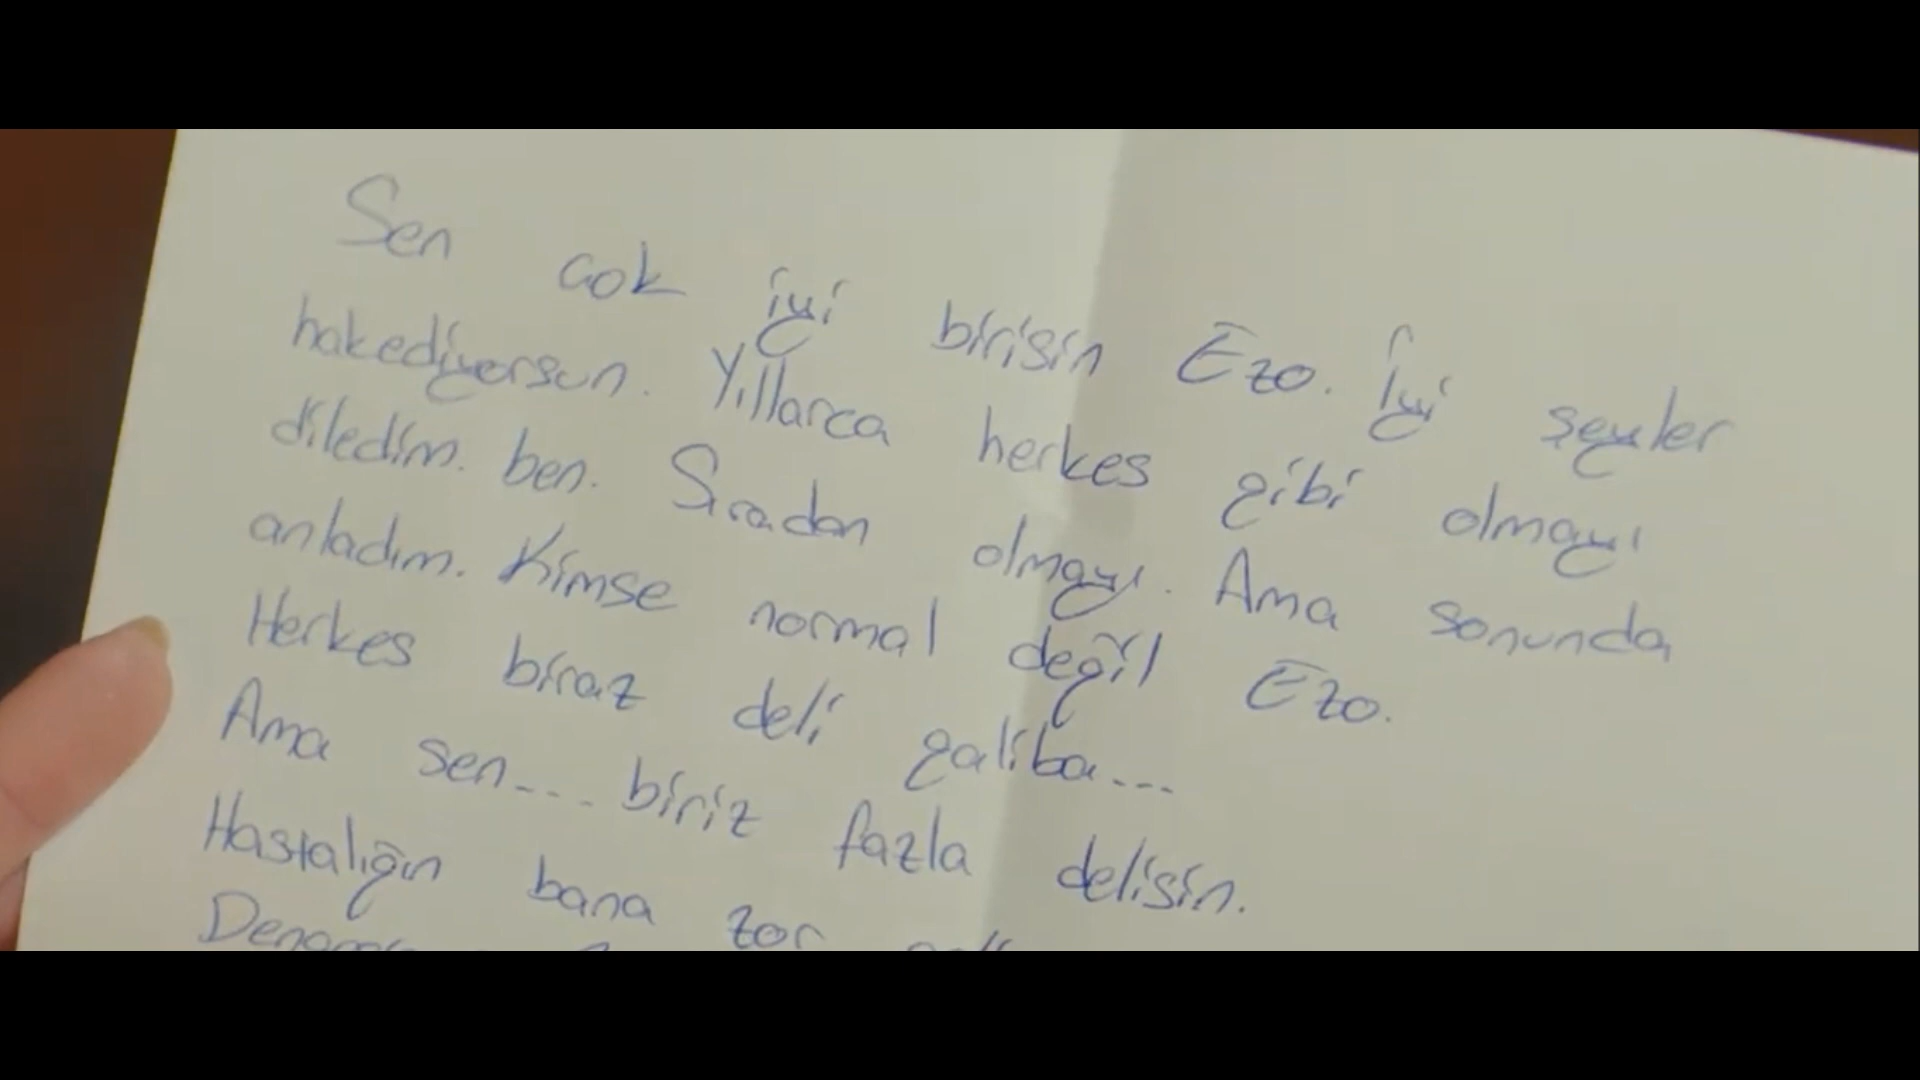 Sen çok iyi birisin Ezo. İyi şeyler
hakediyorsun. Yıllarca herkes gibi olmayı
diledim. ben. Sıradan olmayı. Ama sonunda
anladım. Kimse normal değil Ezo.
Herkes biraz deli galiba...
Ama sen... biriz fazla delisin.
Hastalığın bana zor